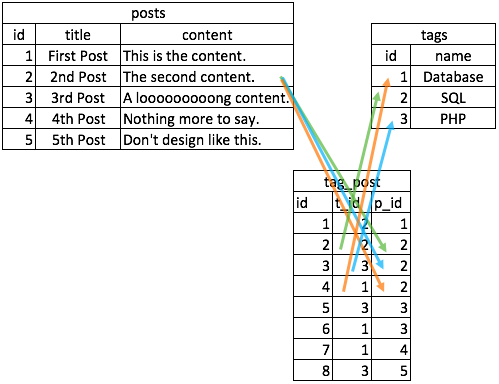 posts
id title content
1 First Post This is the content.
2 2nd Post The second content.
3 3rd Post A looooooooong content.
4 4th Post Nothing more to say.
5 5th Post Don't design like this.
tags
id name
1 Database
2 SQL
3 PHP
tag_post
id t_id p_id
1 2 1
2 2 2
3 3 2
4 1 2
5 3 3
6 1 3
7 1 4
8 3 5